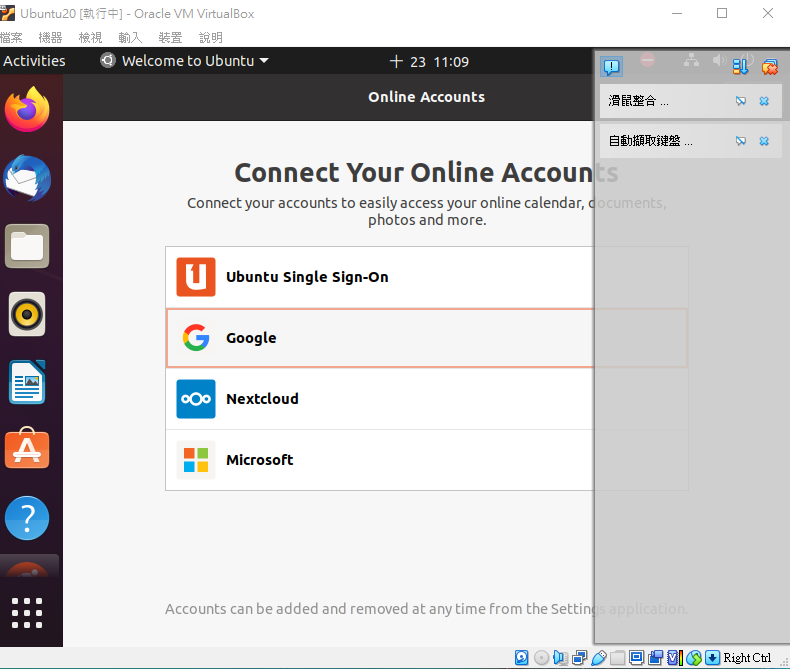 Ubuntu20 [執行中] - Oracle VM VirtualBox
檔案 機器 檢視 輸入 裝置 說明
Activities Welcome to Ubuntu 十 23 11:09
Online Accounts
滑鼠整合 ...
自動擷取鍵盤 ...
Connect Your Online Accounts
Connect your accounts to easily access your online calendar, documents,
photos and more.
Ubuntu Single Sign-On
Google
Nextcloud
Microsoft
Accounts can be added and removed at any time from the Settings application.
Right Ctrl